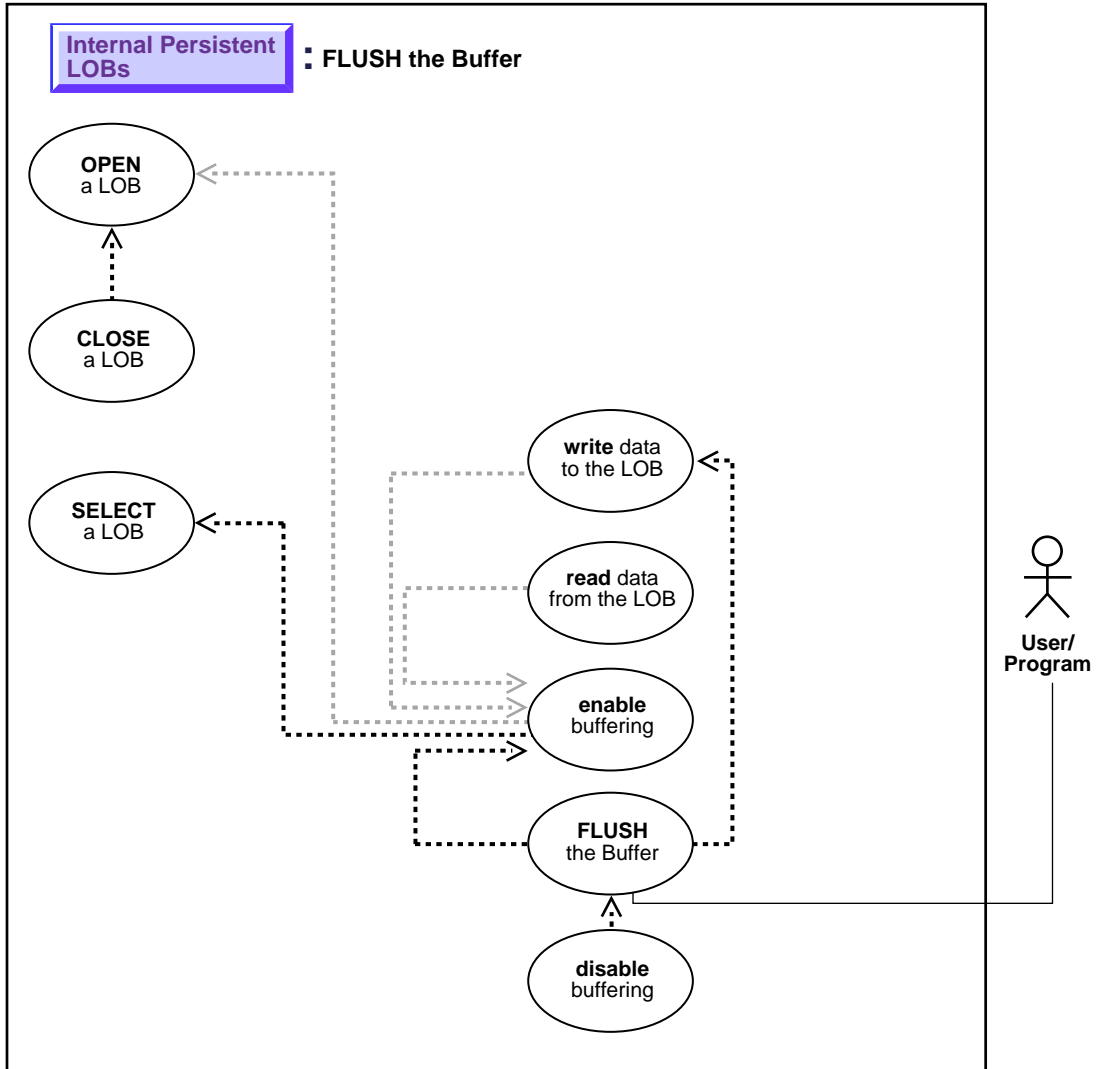 Internal Persistent
LOBs
: FLUSH the Buffer
OPEN
a LOB
CLOSE
a LOB
SELECT
a LOB
write data
to the LOB
read data
from the LOB
enable
buffering
FLUSH
the Buffer
disable
buffering
User/
Program